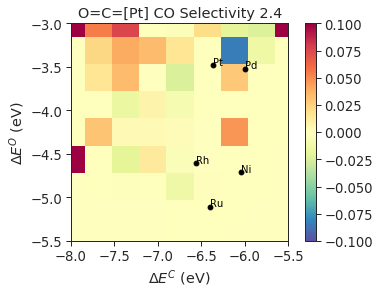 O=C=[Pt] CO Selectivity 2.4
−3.0
−3.5
−4.0
−4.5
−5.0
−5.5
ΔE^O (eV)
Pt
Pd
Rh
Ni
Ru
−8.0 −7.5 −7.0 −6.5 −6.0 −5.5
ΔE^C (eV)
0.100
0.075
0.050
0.025
0.000
−0.025
−0.050
−0.075
−0.100